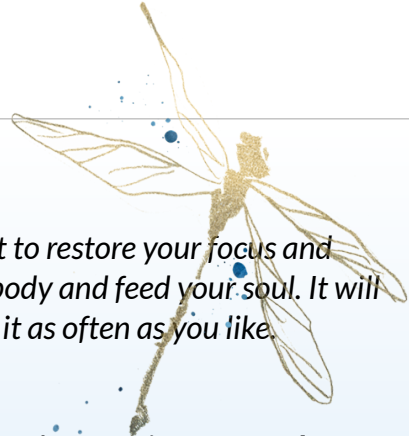 t to restore your focus and
body and feed your soul. It will
it as often as you like.